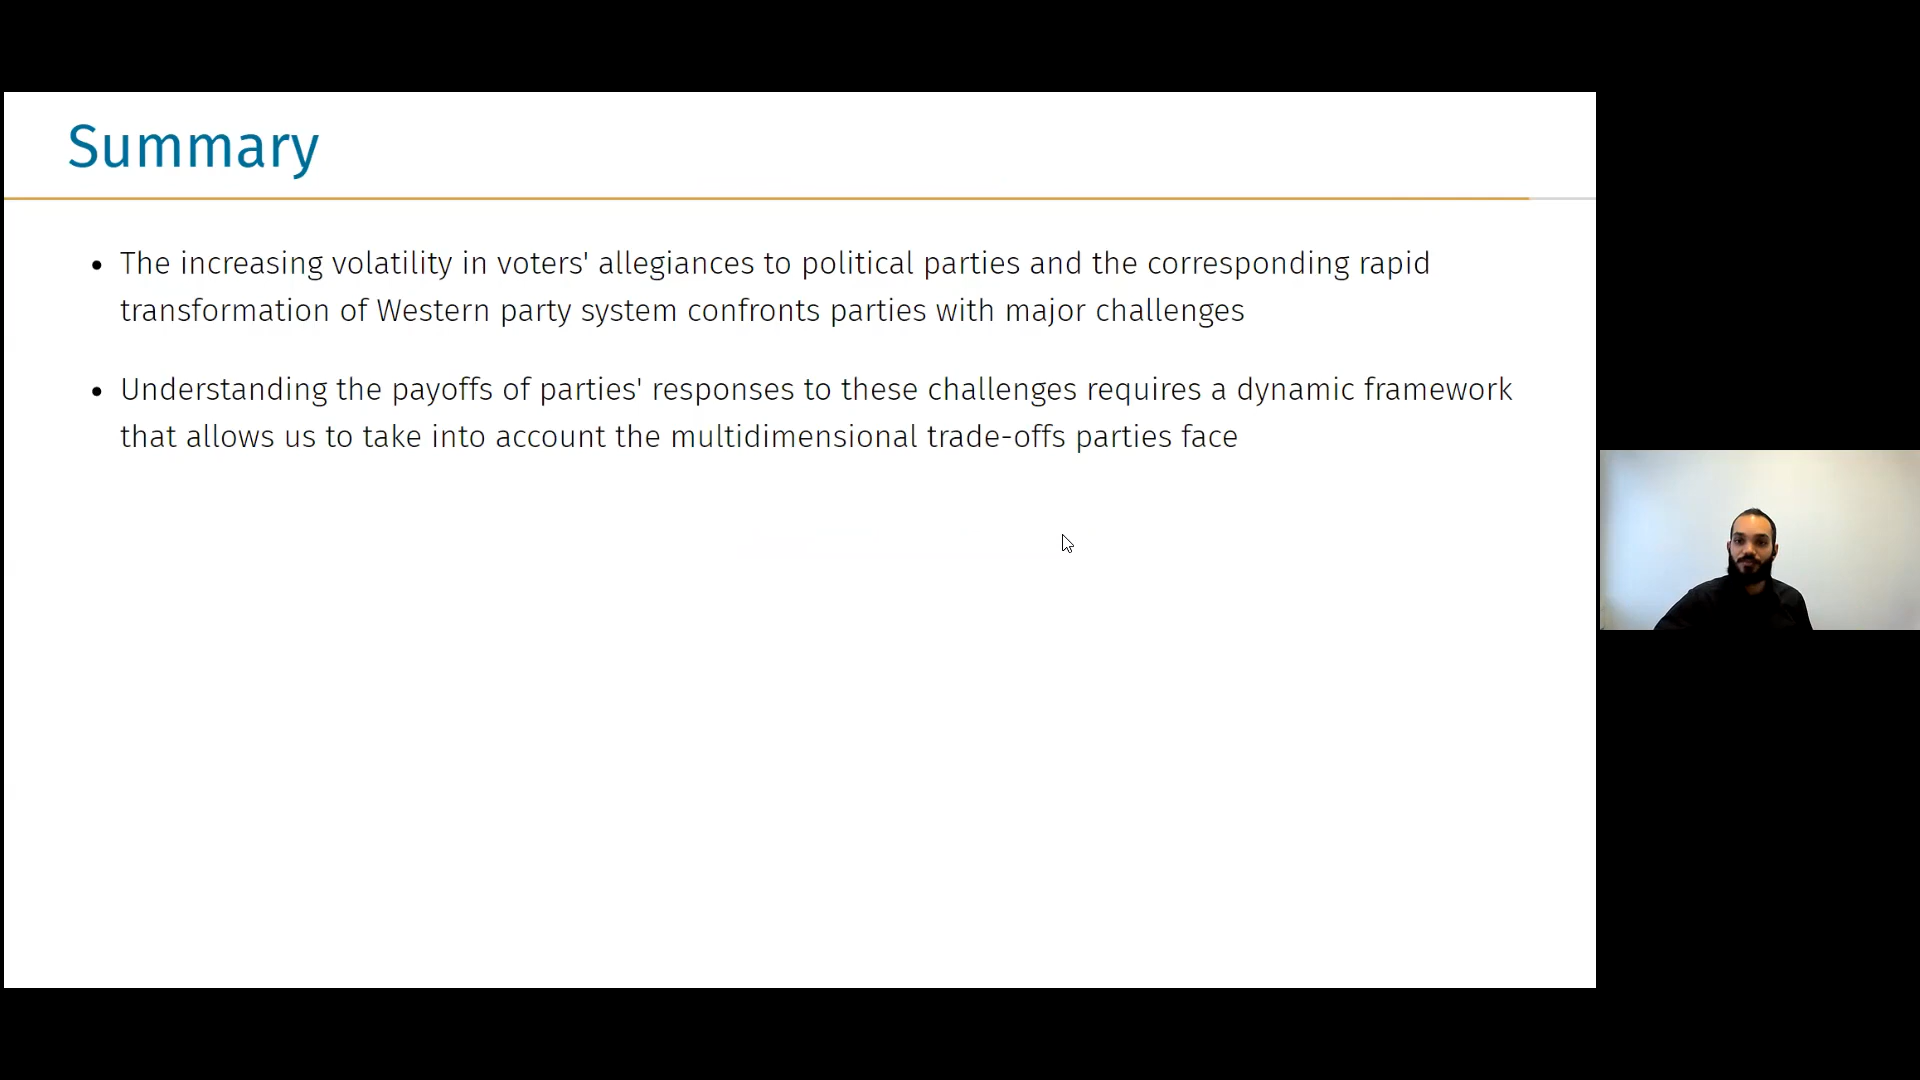 Summary
• The increasing volatility in voters' allegiances to political parties and the corresponding rapid
transformation of Western party system confronts parties with major challenges
• Understanding the payoffs of parties' responses to these challenges requires a dynamic framework
that allows us to take into account the multidimensional trade-offs parties face